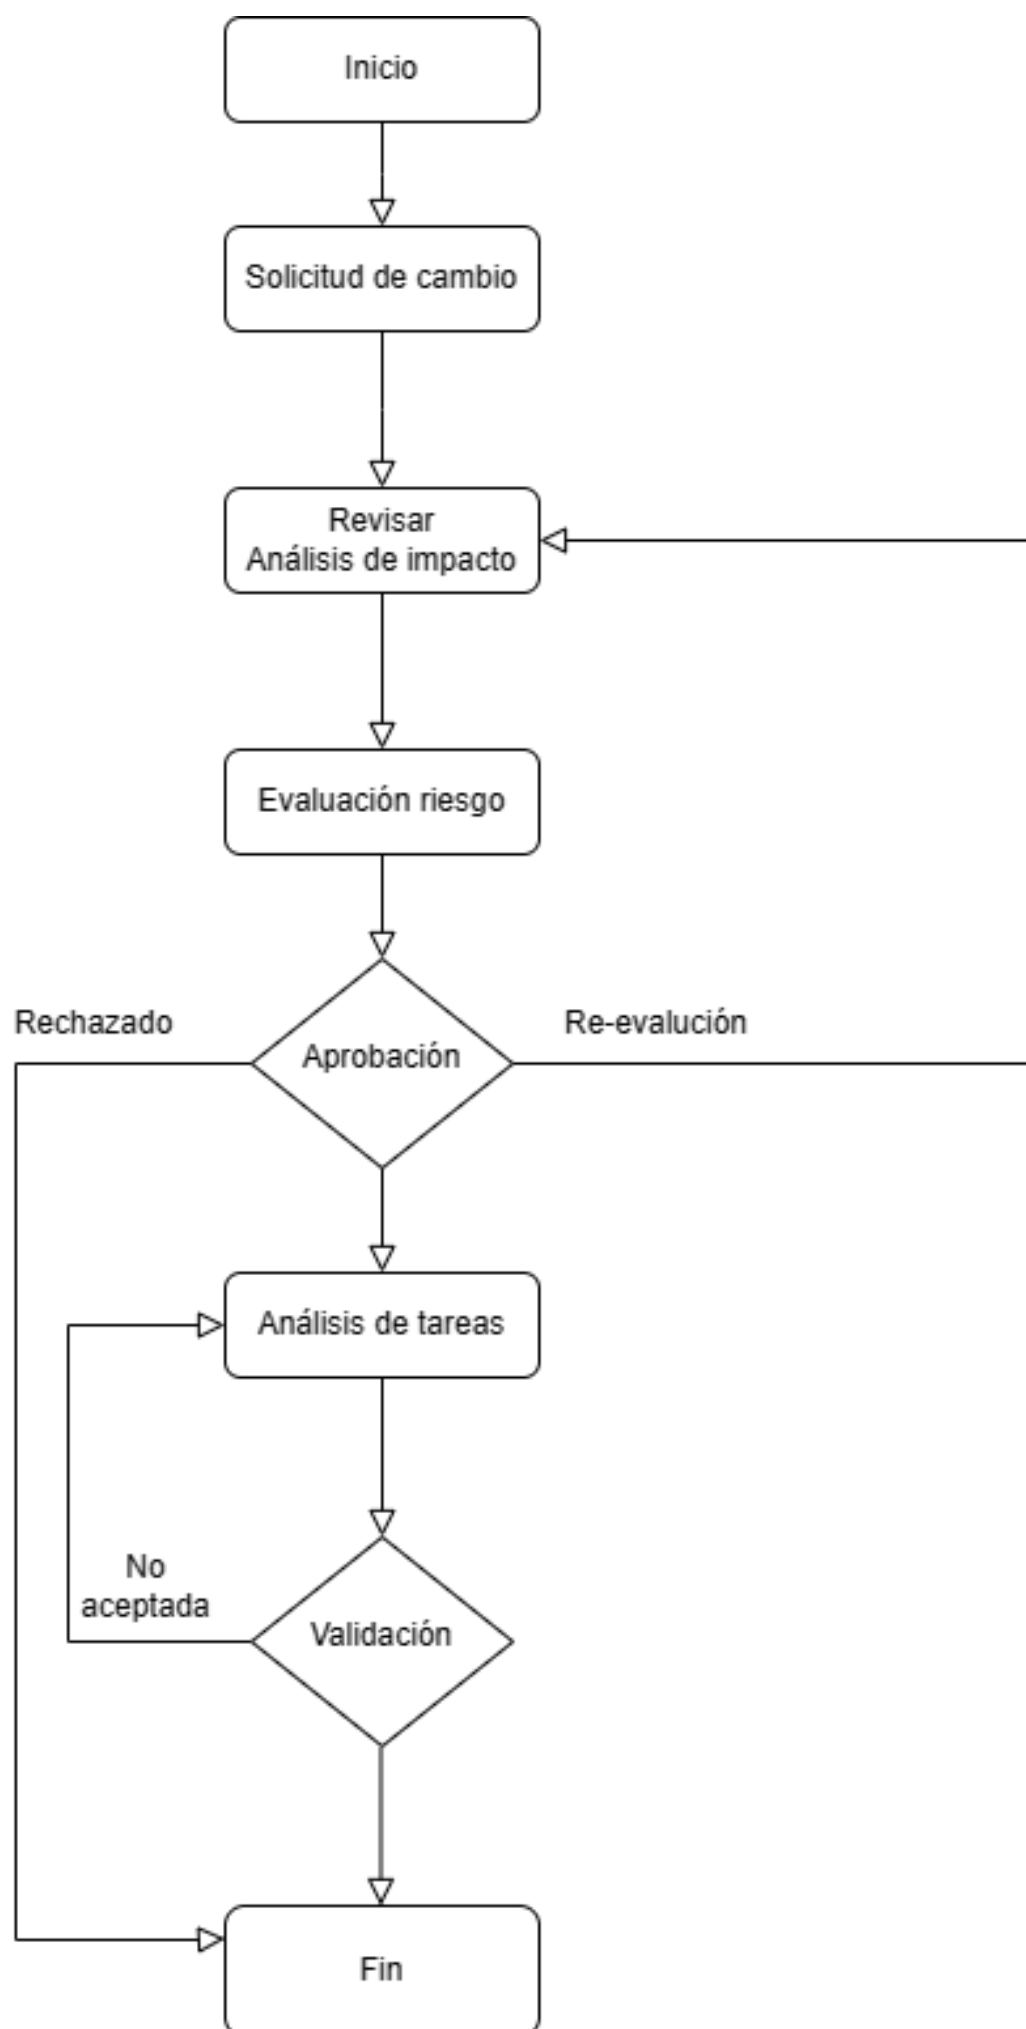 Inicio
Solicitud de cambio
Revisar
Análisis de impacto
Evaluación riesgo
Rechazado
Aprobación
Re-evalución
Análisis de tareas
No
aceptada
Validación
Fin